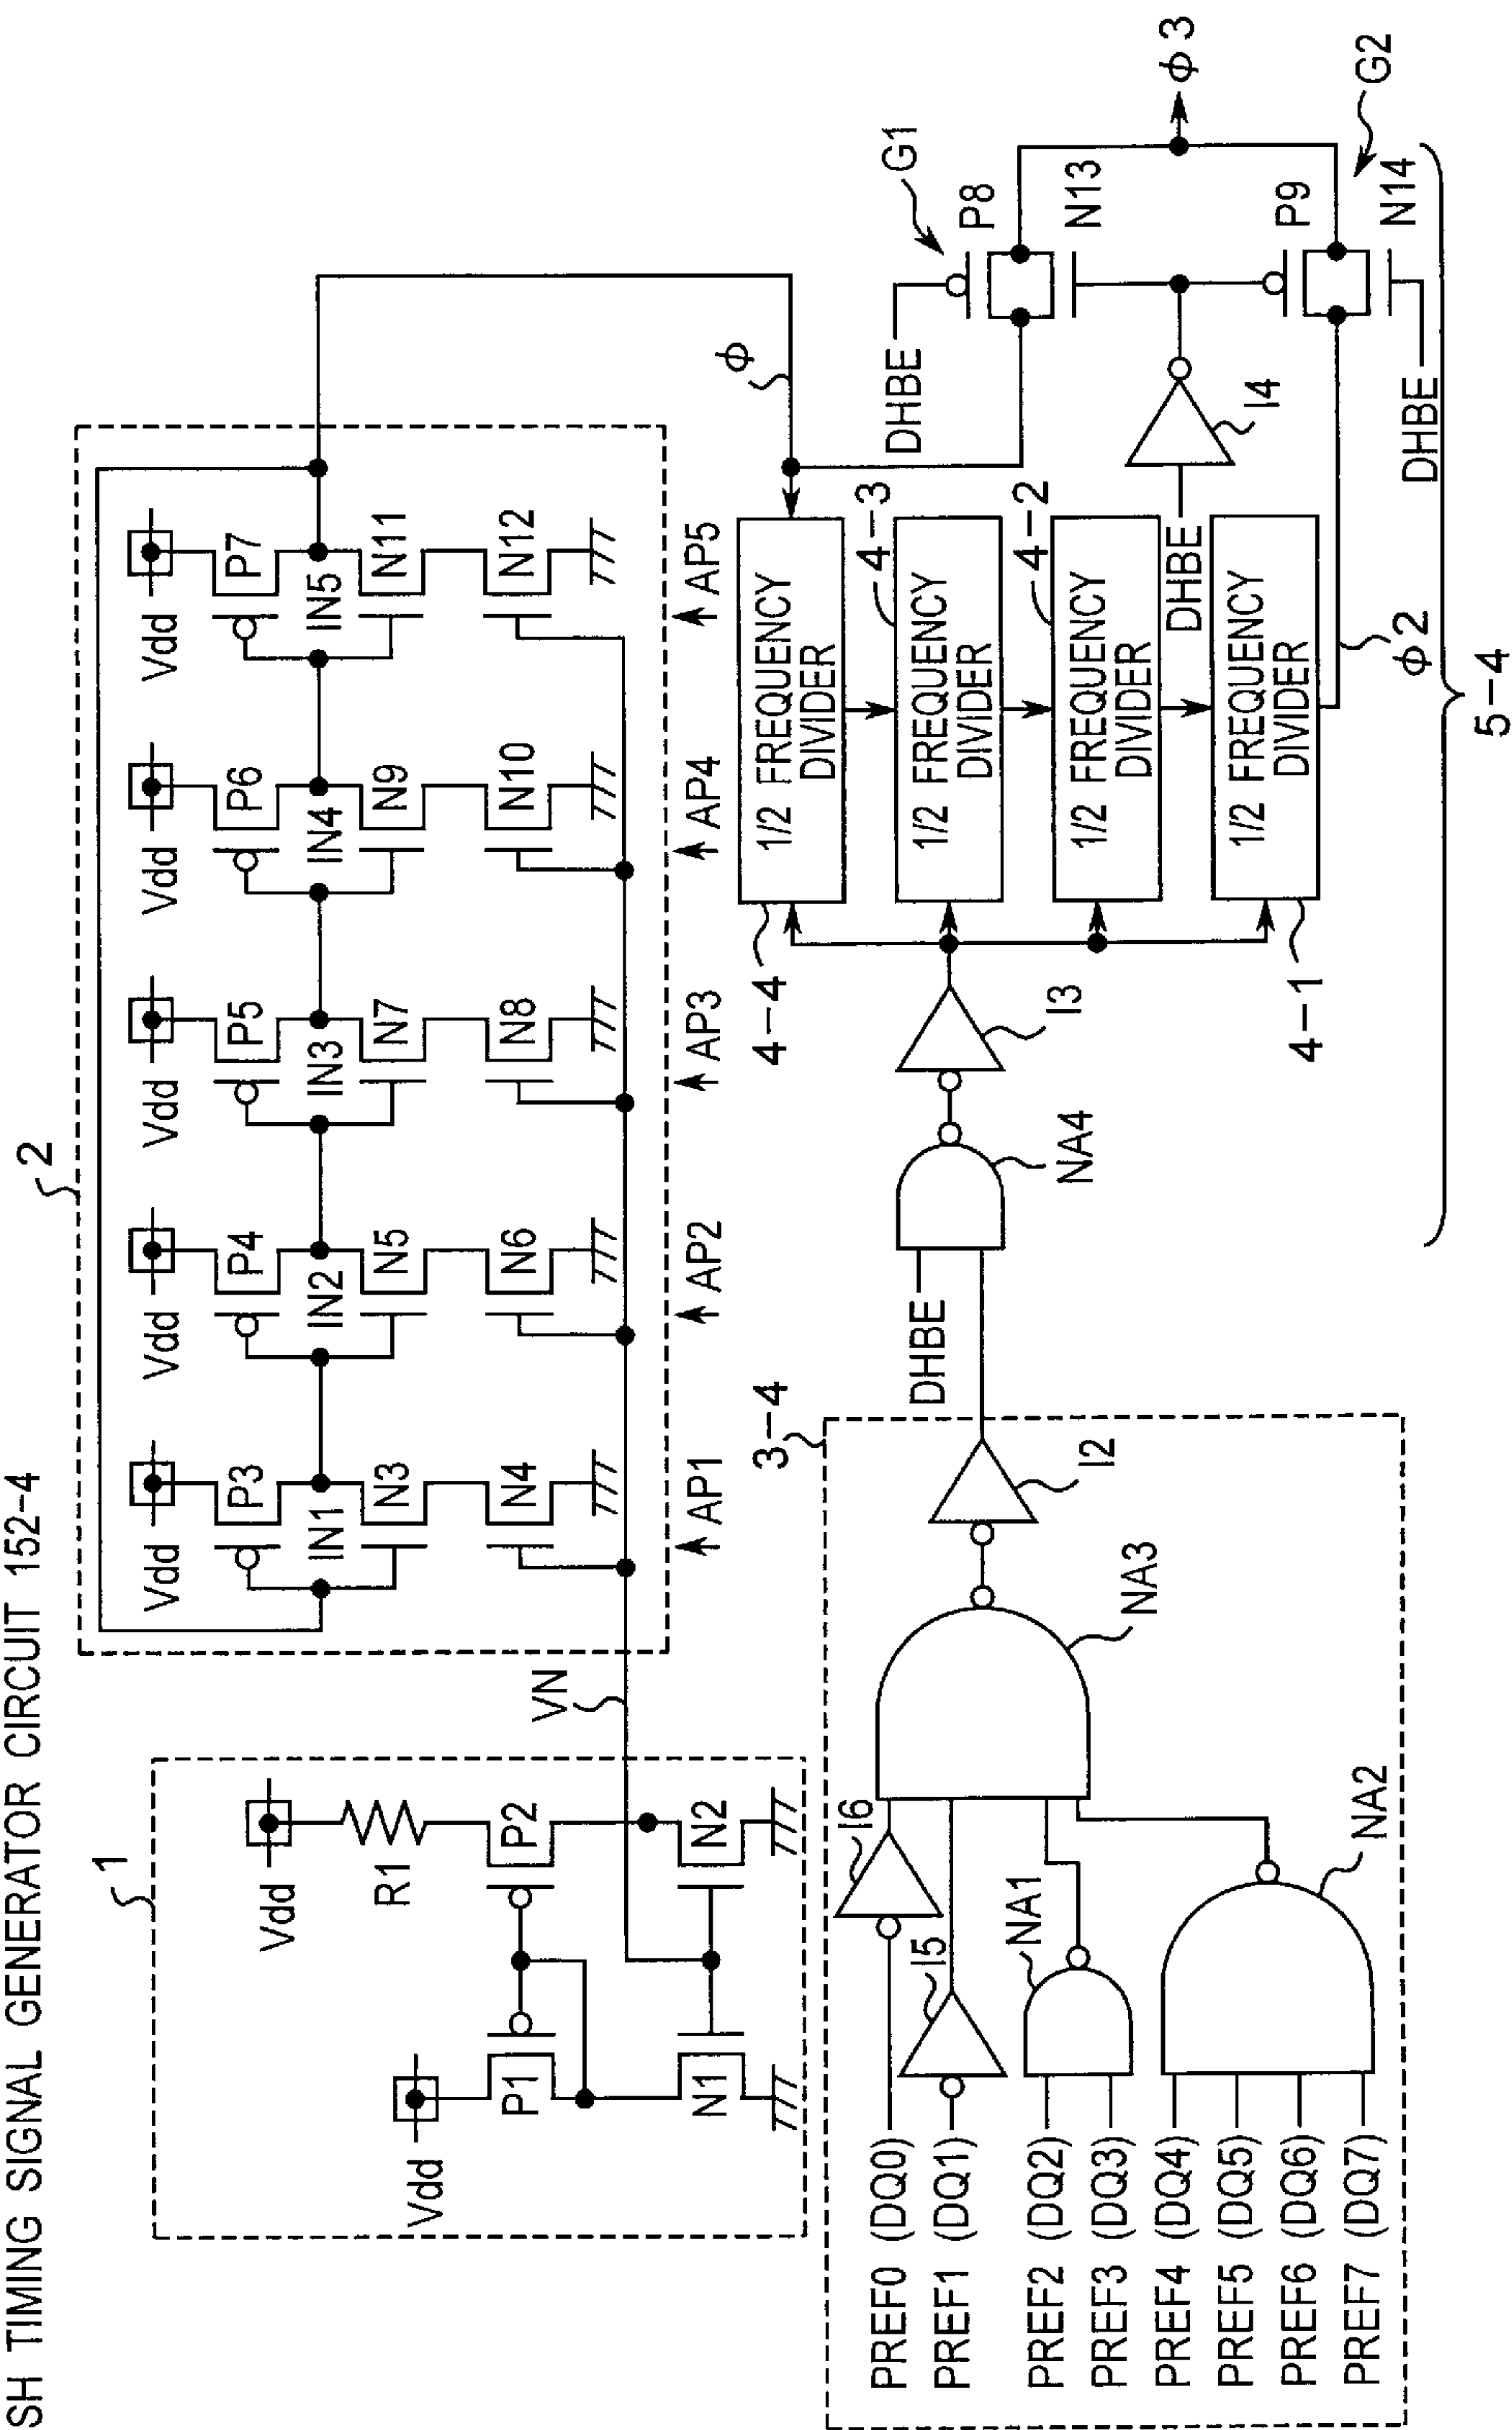 SH TIMING SIGNAL GENERATOR CIRCUIT 152-4
1
Vdd
Vdd
R1
P1
P2
N1
N2
VN
2
Vdd
Vdd
Vdd
Vdd
Vdd
P3
P4
P5
P6
P7
IN1
IN2
IN3
IN4
IN5
N3
N5
N7
N9
N11
N4
N6
N8
N10
N12
AP1
AP2
AP3
AP4
AP5
φ
3-4
PREF0 (DQ0)
PREF1 (DQ1)
PREF2 (DQ2)
PREF3 (DQ3)
PREF4 (DQ4)
PREF5 (DQ5)
PREF6 (DQ6)
PREF7 (DQ7)
I6
I5
NA1
NA2
NA3
I2
DHBE
NA4
I3
4-4
1/2 FREQUENCY
DIVIDER
4-3
1/2 FREQUENCY
DIVIDER
4-2
1/2 FREQUENCY
DIVIDER
4-1
1/2 FREQUENCY
DIVIDER
DHBE
G1
P8
N13
DHBE
I4
P9
G2
N14
DHBE
φ2
φ3
5-4